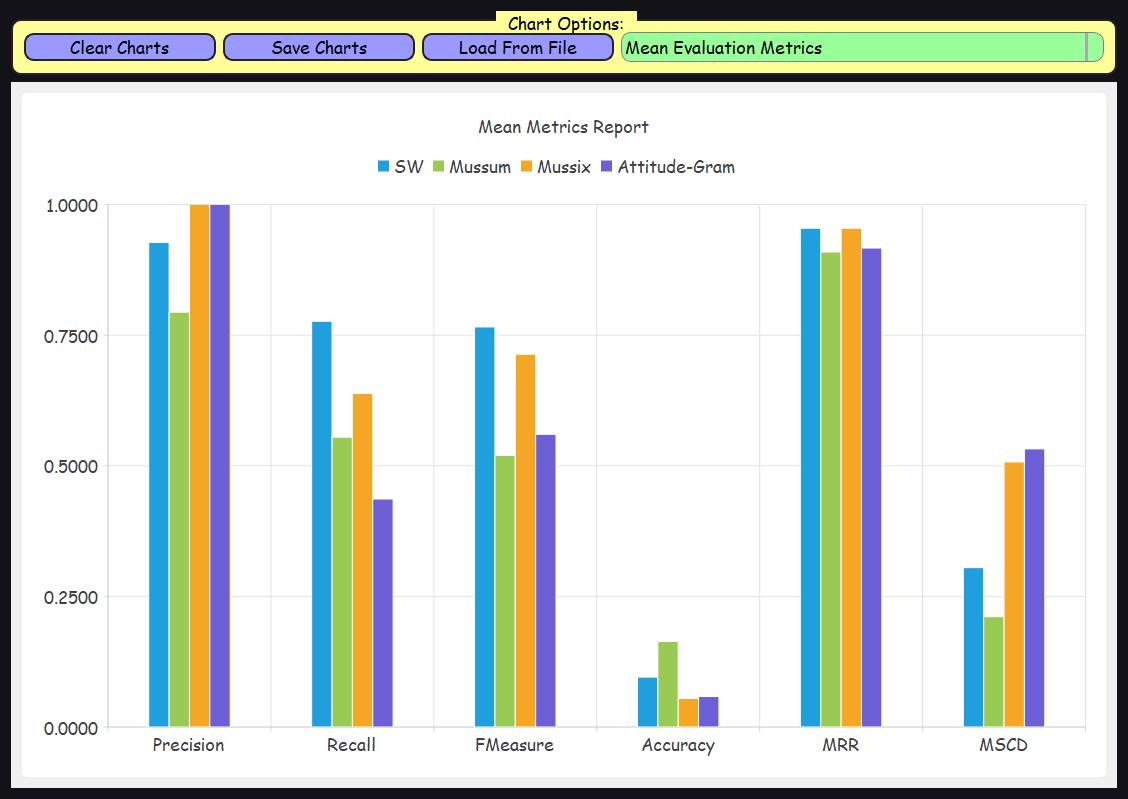 Chart Options:
Clear Charts Save Charts Load From File Mean Evaluation Metrics
Mean Metrics Report
SW Mussum Mussix Attitude-Gram
1.0000
0.7500
0.5000
0.2500
0.0000
Precision Recall FMeasure Accuracy MRR MSCD